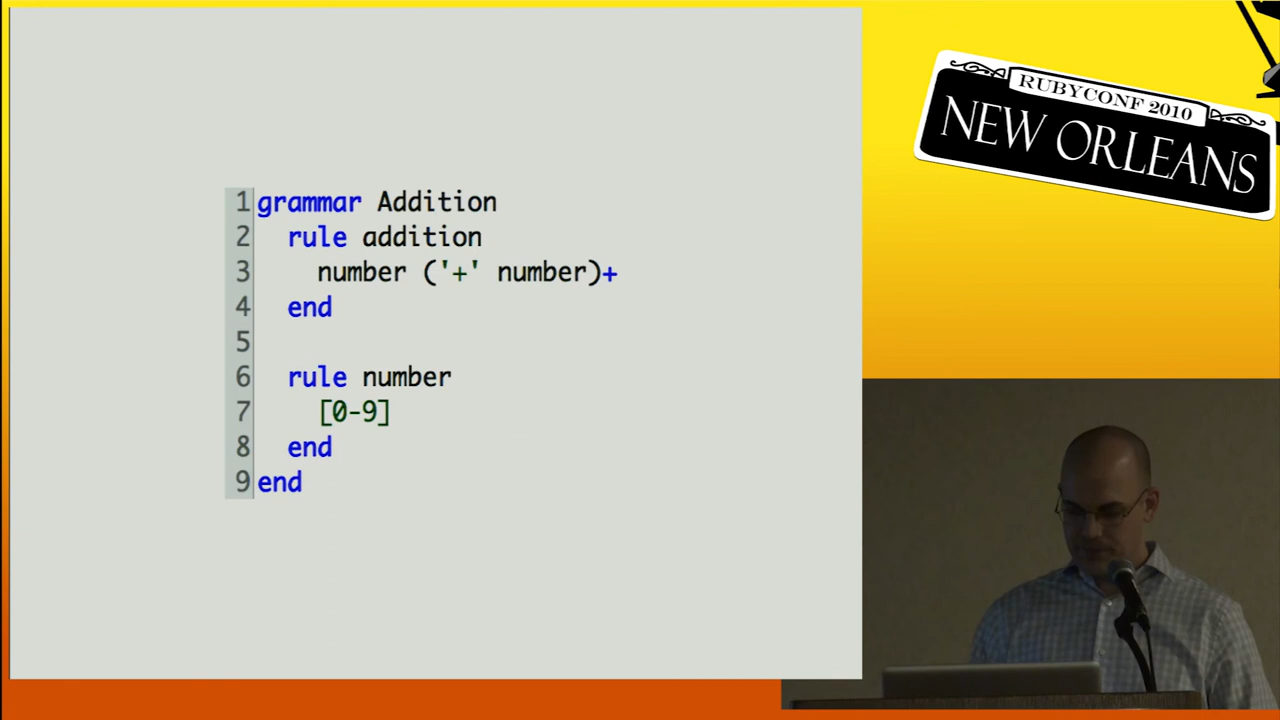 1 grammar Addition
2   rule addition
3     number ('+' number)+
4   end
5
6   rule number
7     [0-9]
8   end
9 end
RUBYCONF 2010
NEW ORLEANS